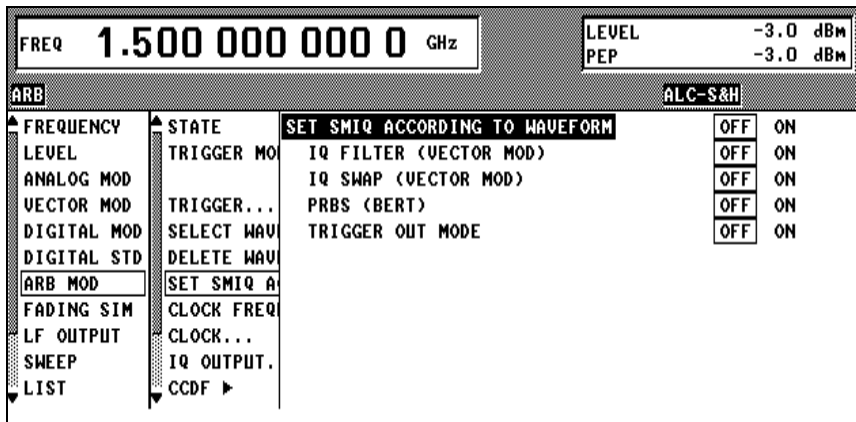 FREQ 1.500 000 000 0 GHz
LEVEL -3.0 dBm
PEP -3.0 dBm
ARB
ALC-S&H
FREQUENCY
LEVEL
ANALOG MOD
VECTOR MOD
DIGITAL MOD
DIGITAL STD
ARB MOD
FADING SIM
LF OUTPUT
SWEEP
LIST
STATE
TRIGGER MO
TRIGGER...
SELECT WAV
DELETE WAV
SET SMIQ A
CLOCK FREQ
CLOCK...
IQ OUTPUT.
CCDF ▶
SET SMIQ ACCORDING TO WAVEFORM OFF ON
IQ FILTER (VECTOR MOD) OFF ON
IQ SWAP (VECTOR MOD) OFF ON
PRBS (BERT) OFF ON
TRIGGER OUT MODE OFF ON